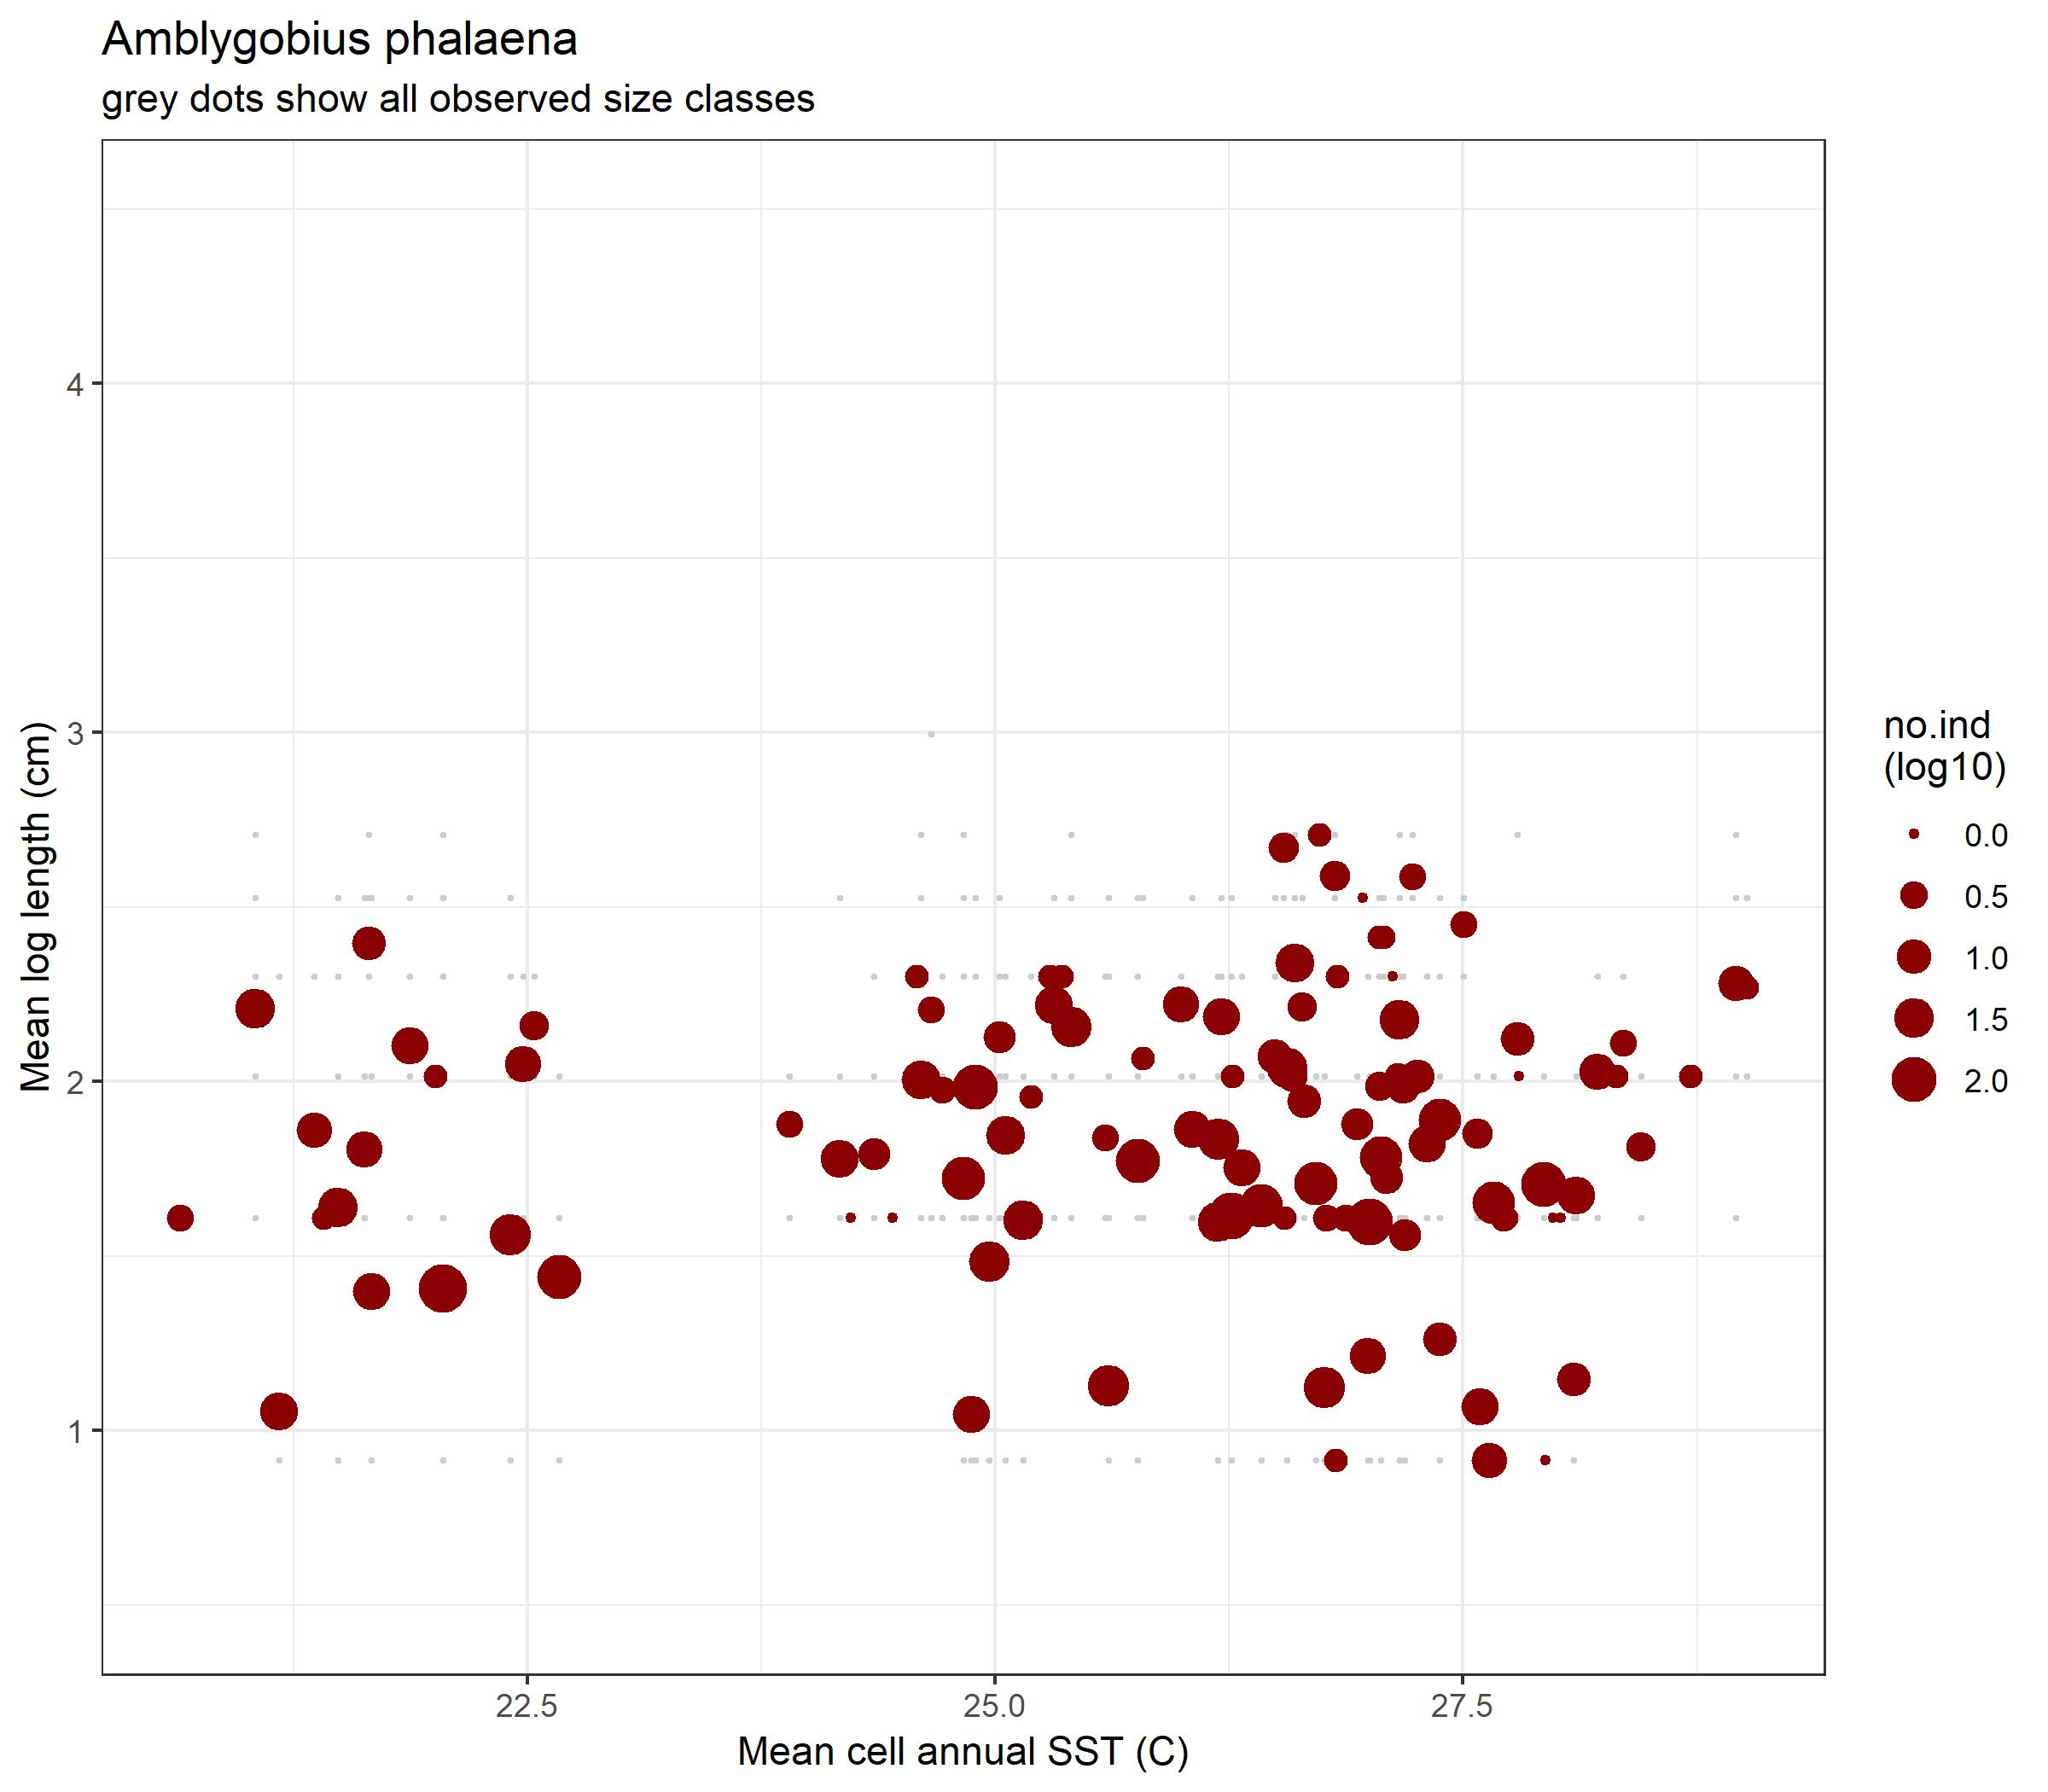 Amblygobius phalaena
grey dots show all observed size classes
Mean log length (cm)
4
3
2
1
22.5
25.0
27.5
Mean cell annual SST (C)
no.ind
(log10)
0.0
0.5
1.0
1.5
2.0